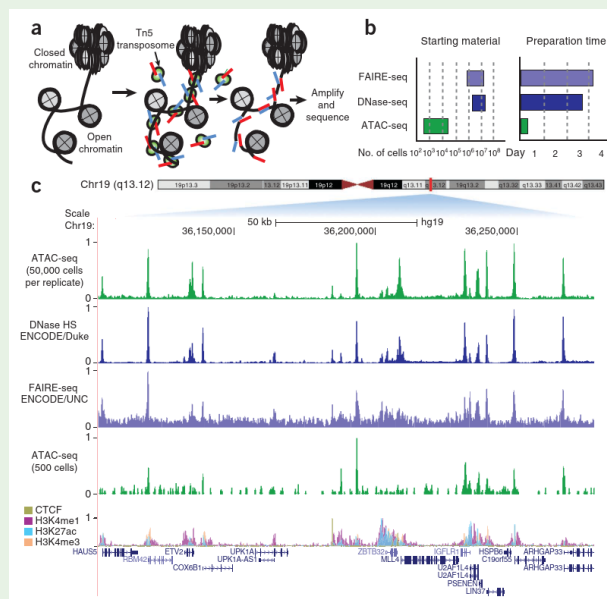 a
Tn5
transposome
Closed
chromatin
Open
chromatin
Amplify
and
sequence
b
Starting material
Preparation time
FAIRE-seq
DNase-seq
ATAC-seq
No. of cells 10² 10³ 10⁴ 10⁵ 10⁶ 10⁷ 10⁸
Day 1 2 3 4
c
Chr19 (q13.12)
19p13.3 19p13.2 13.12 19p13.11 19p12 19q12 q13.11 13.12 19q13.2 q13.32 q13.33 13.41 q13.42 q13.43
Scale
Chr19:
50 kb
hg19
36,150,000
36,200,000
36,250,000
1
ATAC-seq
(50,000 cells
per replicate)
0
1
DNase HS
ENCODE/Duke
0
1
FAIRE-seq
ENCODE/UNC
0
1
ATAC-seq
(500 cells)
0
CTCF
H3K4me1
H3K27ac
H3K4me3
1
HAUS5 ETV2 UPK1A ZBTB32 IGFLR1 HSPB6 ARHGAP33
RBM42 UPK1A-AS1 MLL4 C19orf55
COX6B1 U2AF1L4 ARHGAP33
U2AF1L4
PSENEN
LIN37